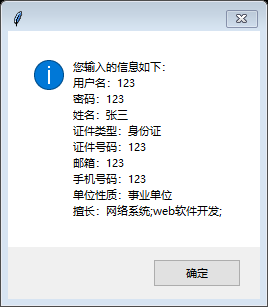 您输入的信息如下:
用户名：123
密码：123
姓名：张三
证件类型：身份证
证件号码：123
邮箱：123
手机号码：123
单位性质：事业单位
擅长：网络系统;web软件开发;
确定